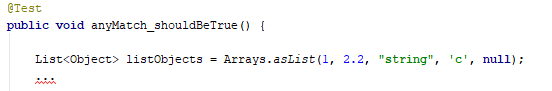 @Test
public void anyMatch_shouldBeTrue() {
List<Object> listObjects = Arrays.asList(1, 2.2, "string", 'c', null);
...